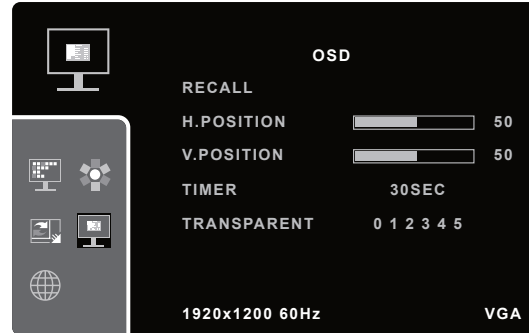 OSD
RECALL
H.POSITION 50
V.POSITION 50
TIMER 30SEC
TRANSPARENT 0 1 2 3 4 5
1920x1200 60Hz VGA